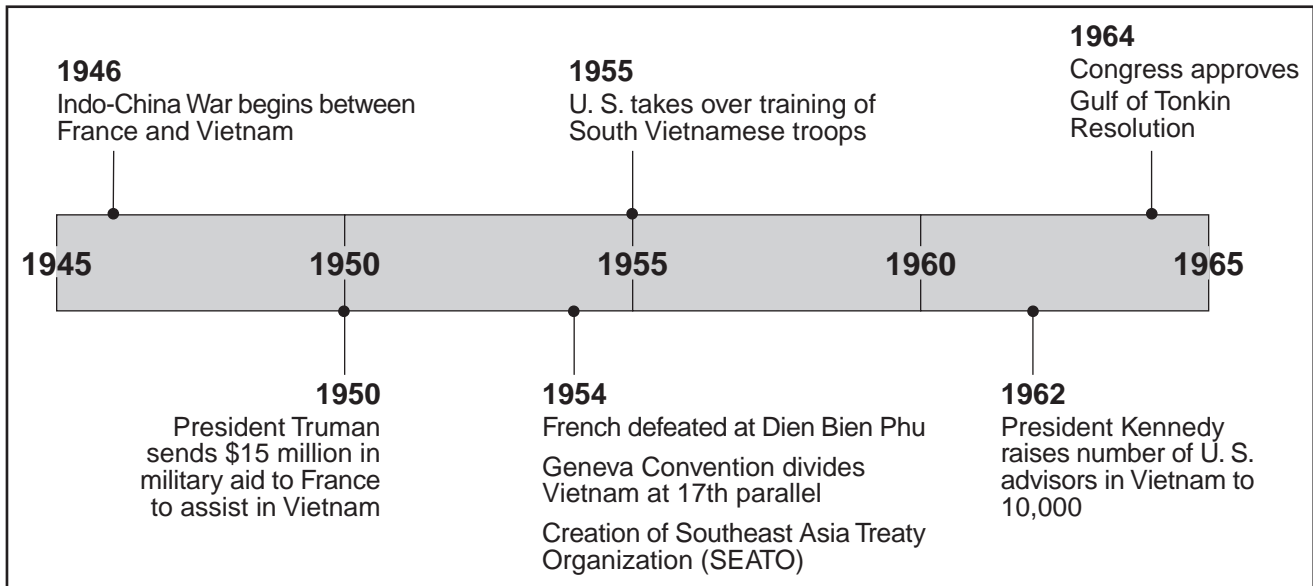 1946
Indo-China War begins between
France and Vietnam
1955
U. S. takes over training of
South Vietnamese troops
1964
Congress approves
Gulf of Tonkin
Resolution
1945
1950
1955
1960
1965
1950
President Truman
sends $15 million in
military aid to France
to assist in Vietnam
1954
French defeated at Dien Bien Phu
Geneva Convention divides
Vietnam at 17th parallel
Creation of Southeast Asia Treaty
Organization (SEATO)
1962
President Kennedy
raises number of U. S.
advisors in Vietnam to
10,000